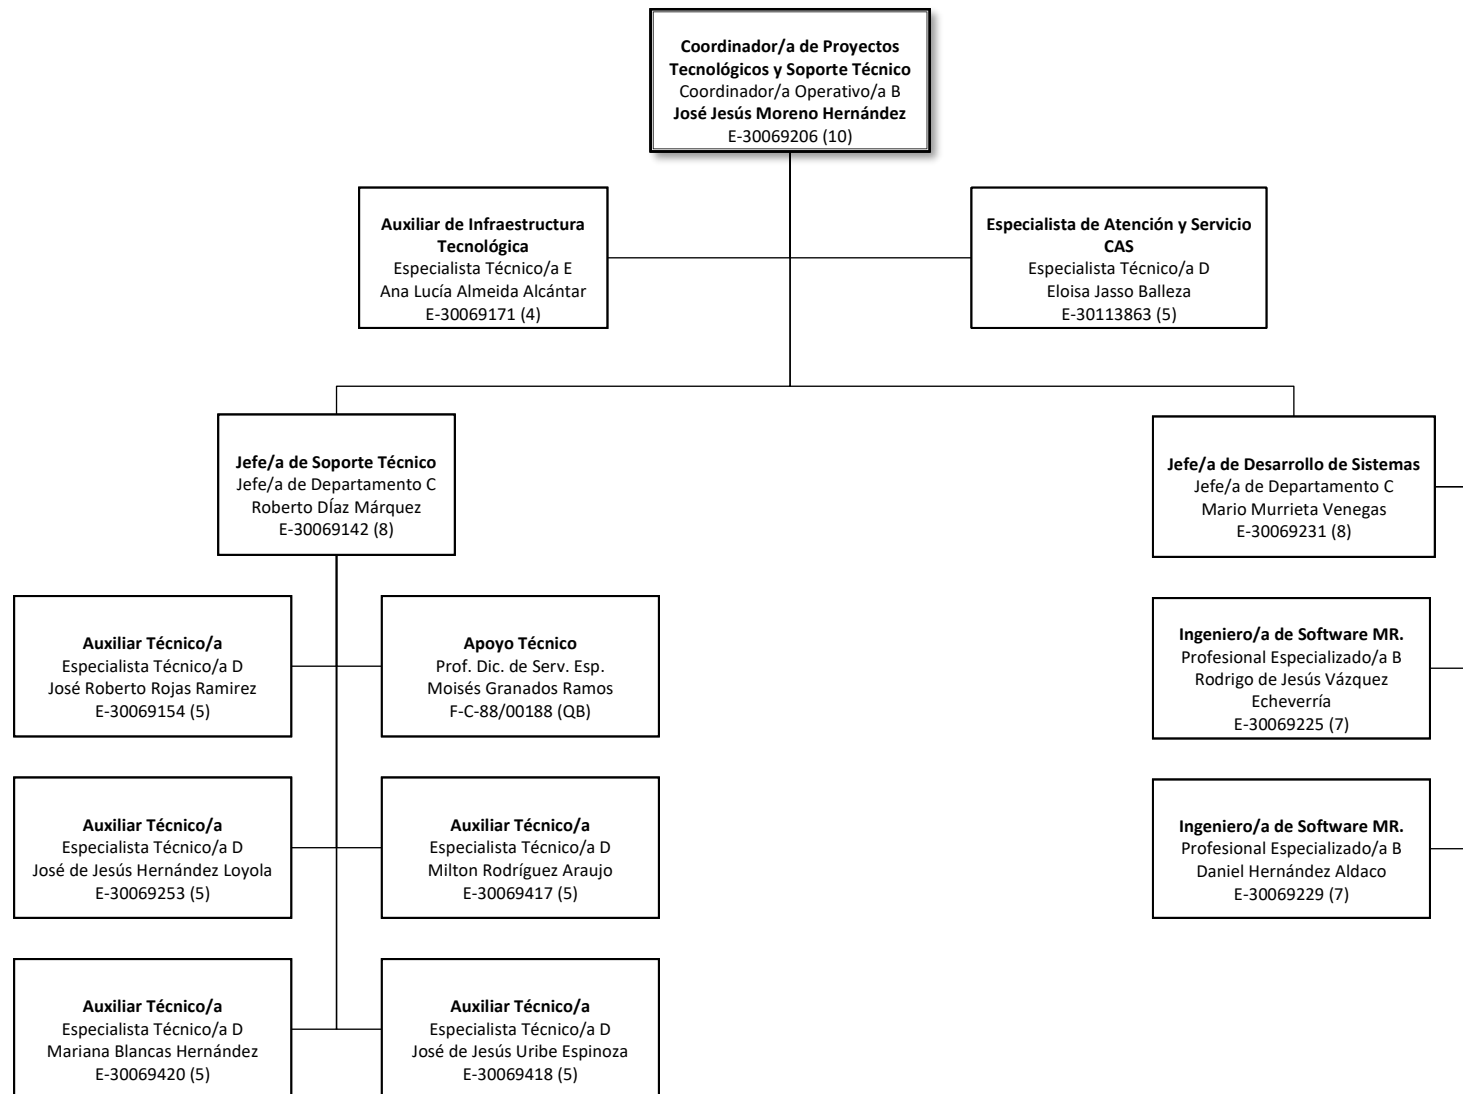 Coordinador/a de Proyectos
Tecnológicos y Soporte Técnico
Coordinador/a Operativo/a B
José Jesús Moreno Hernández
E-30069206 (10)
Auxiliar de Infraestructura
Tecnológica
Especialista Técnico/a E
Ana Lucía Almeida Alcántar
E-30069171 (4)
Especialista de Atención y Servicio
CAS
Especialista Técnico/a D
Eloisa Jasso Balleza
E-30113863 (5)
Jefe/a de Soporte Técnico
Jefe/a de Departamento C
Roberto DÍaz Márquez
E-30069142 (8)
Jefe/a de Desarrollo de Sistemas
Jefe/a de Departamento C
Mario Murrieta Venegas
E-30069231 (8)
Auxiliar Técnico/a
Especialista Técnico/a D
José Roberto Rojas Ramirez
E-30069154 (5)
Apoyo Técnico
Prof. Dic. de Serv. Esp.
Moisés Granados Ramos
F-C-88/00188 (QB)
Ingeniero/a de Software MR.
Profesional Especializado/a B
Rodrigo de Jesús Vázquez
Echeverría
E-30069225 (7)
Auxiliar Técnico/a
Especialista Técnico/a D
José de Jesús Hernández Loyola
E-30069253 (5)
Auxiliar Técnico/a
Especialista Técnico/a D
Milton Rodríguez Araujo
E-30069417 (5)
Ingeniero/a de Software MR.
Profesional Especializado/a B
Daniel Hernández Aldaco
E-30069229 (7)
Auxiliar Técnico/a
Especialista Técnico/a D
Mariana Blancas Hernández
E-30069420 (5)
Auxiliar Técnico/a
Especialista Técnico/a D
José de Jesús Uribe Espinoza
E-30069418 (5)